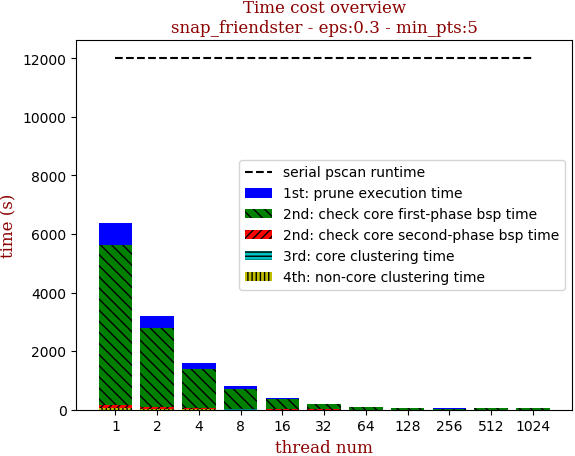 Time cost overview
snap_friendster - eps:0.3 - min_pts:5
time (s)
12000
10000
8000
6000
4000
2000
0
serial pscan runtime
1st: prune execution time
2nd: check core first-phase bsp time
2nd: check core second-phase bsp time
3rd: core clustering time
4th: non-core clustering time
1 2 4 8 16 32 64 128 256 512 1024
thread num